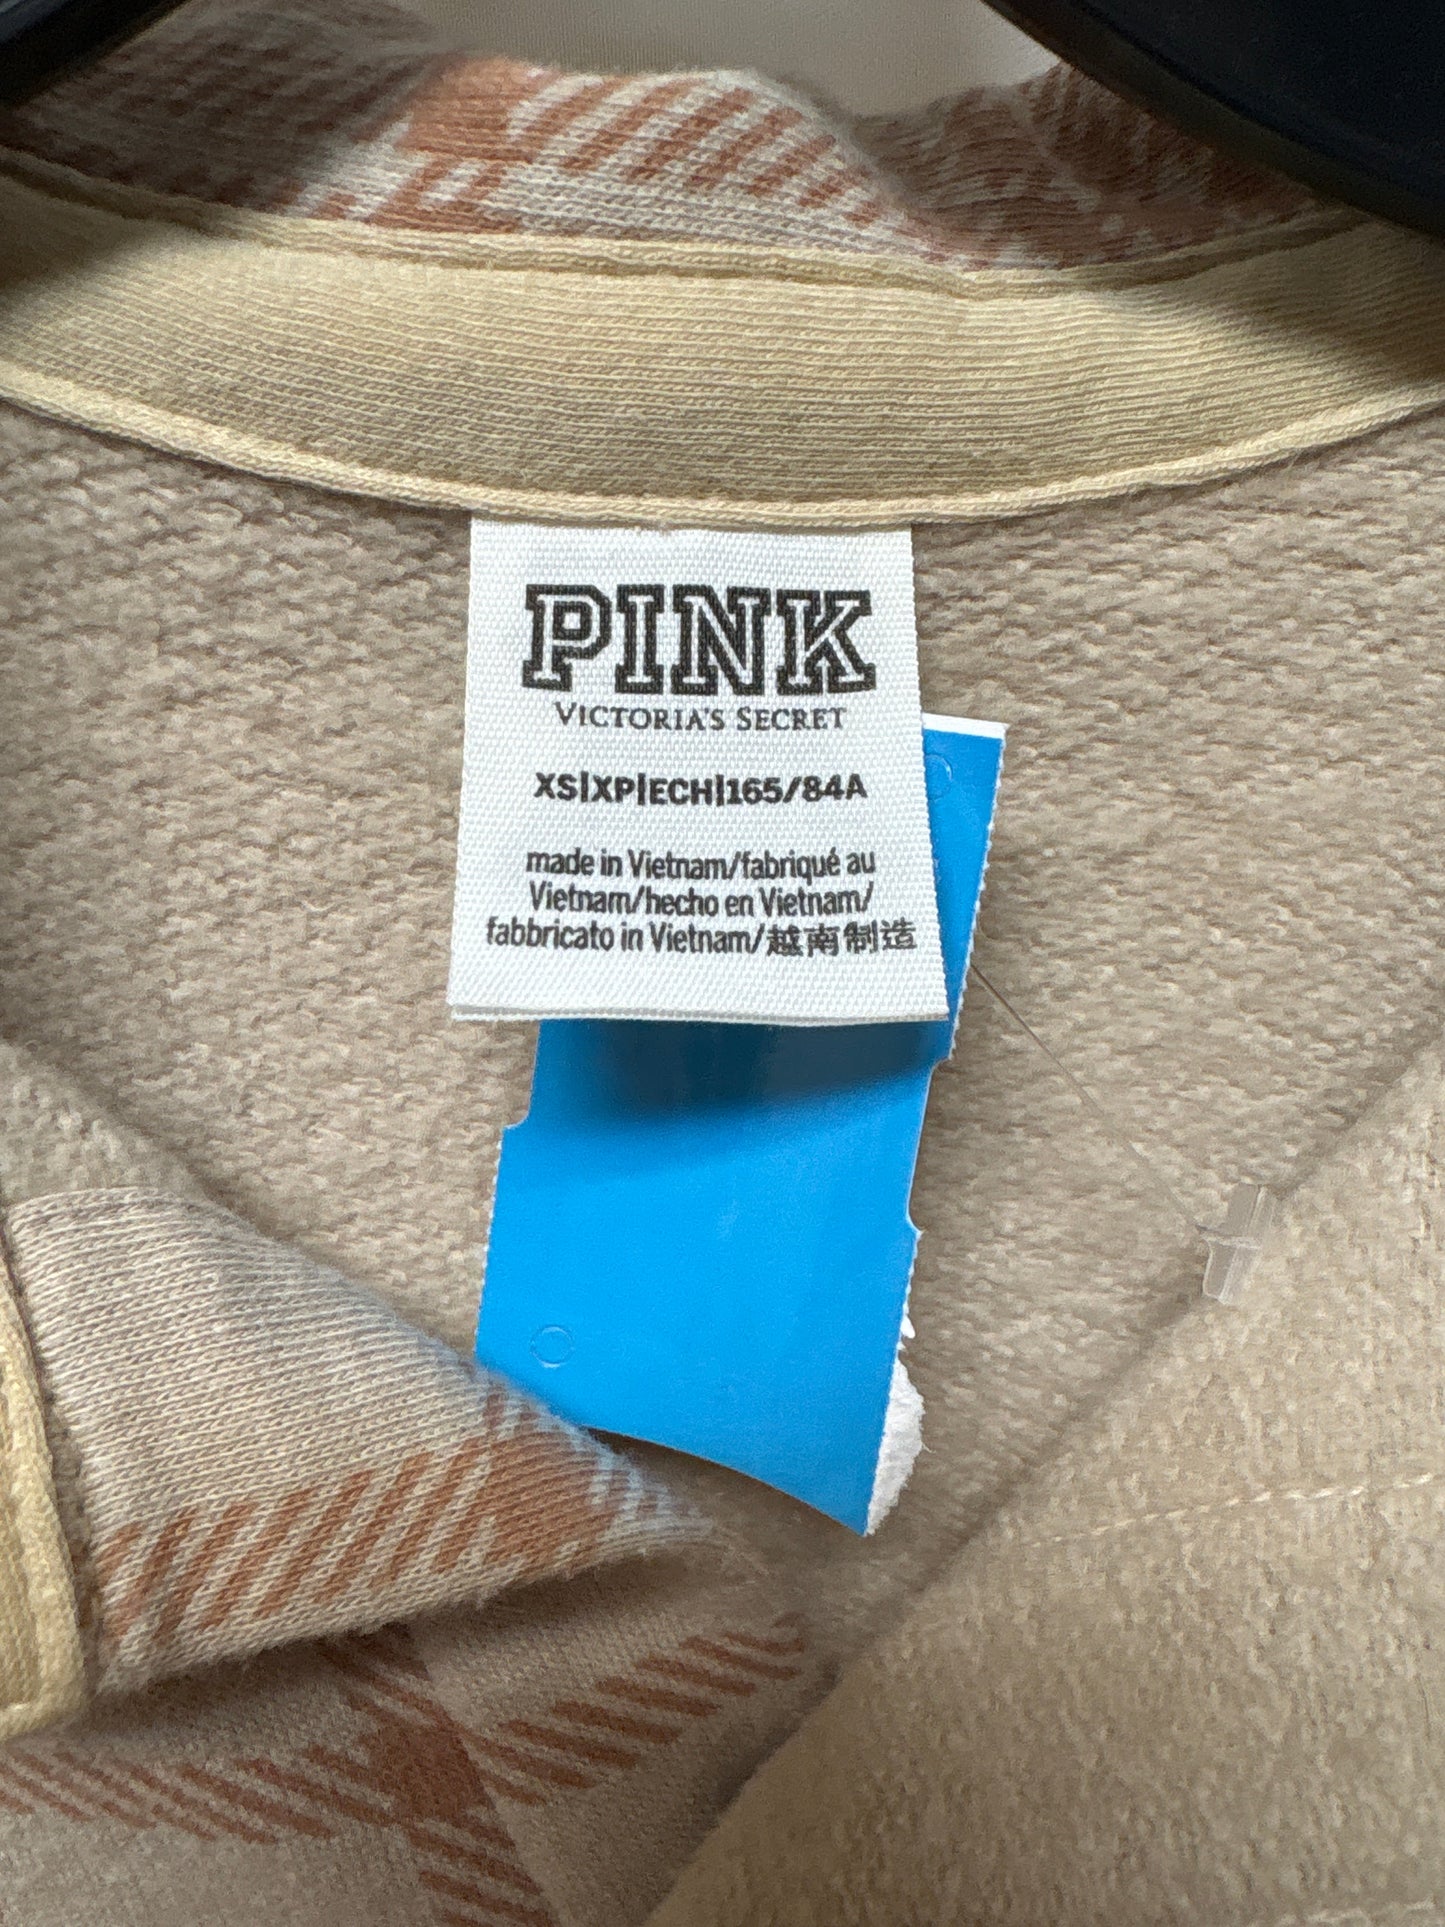 PINK
VICTORIA'S SECRET
XS|XP|ECH|165/84A
made in Vietnam/fabriqué au
Vietnam/hecho en Vietnam/
fabbricato in Vietnam/越南制造